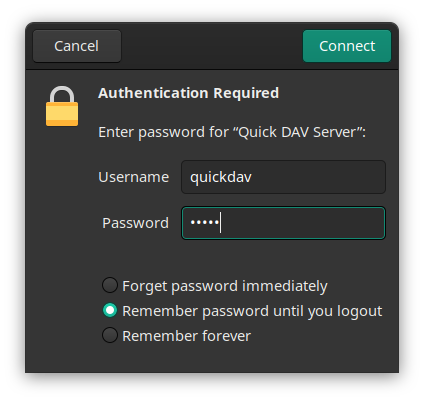 Cancel
Connect
Authentication Required
Enter password for “Quick DAV Server”:
Username
quickdav
Password
•••••
Forget password immediately
Remember password until you logout
Remember forever